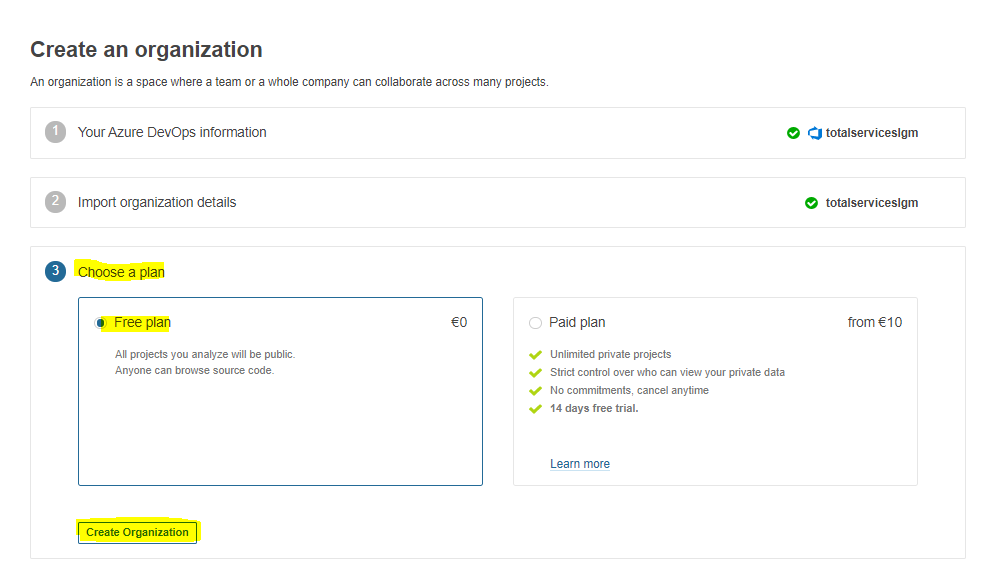 Create an organization
An organization is a space where a team or a whole company can collaborate across many projects.
1 Your Azure DevOps information totalserviceslgm
2 Import organization details totalserviceslgm
3 Choose a plan
Free plan €0
All projects you analyze will be public.
Anyone can browse source code.
Paid plan from €10
Unlimited private projects
Strict control over who can view your private data
No commitments, cancel anytime
14 days free trial.
Learn more
Create Organization